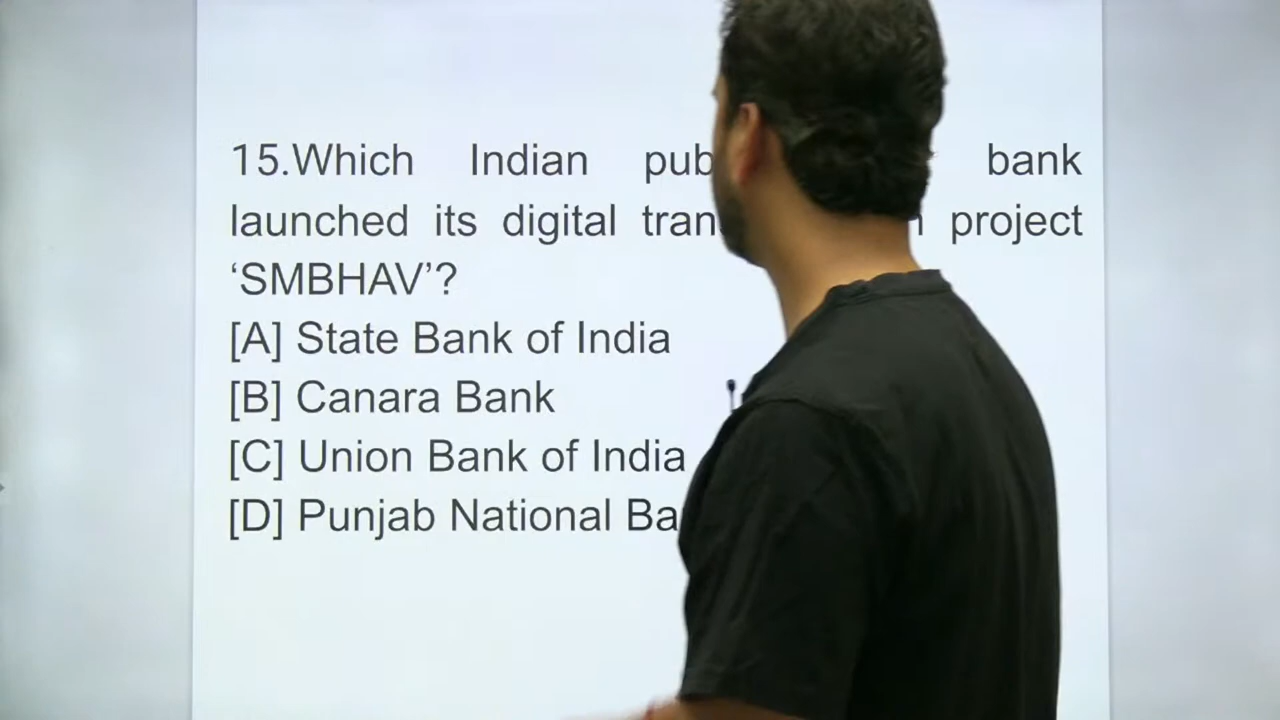 15.Which Indian pub bank
launched its digital tran project
‘SMBHAV’?
[A] State Bank of India
[B] Canara Bank
[C] Union Bank of India
[D] Punjab National Ba